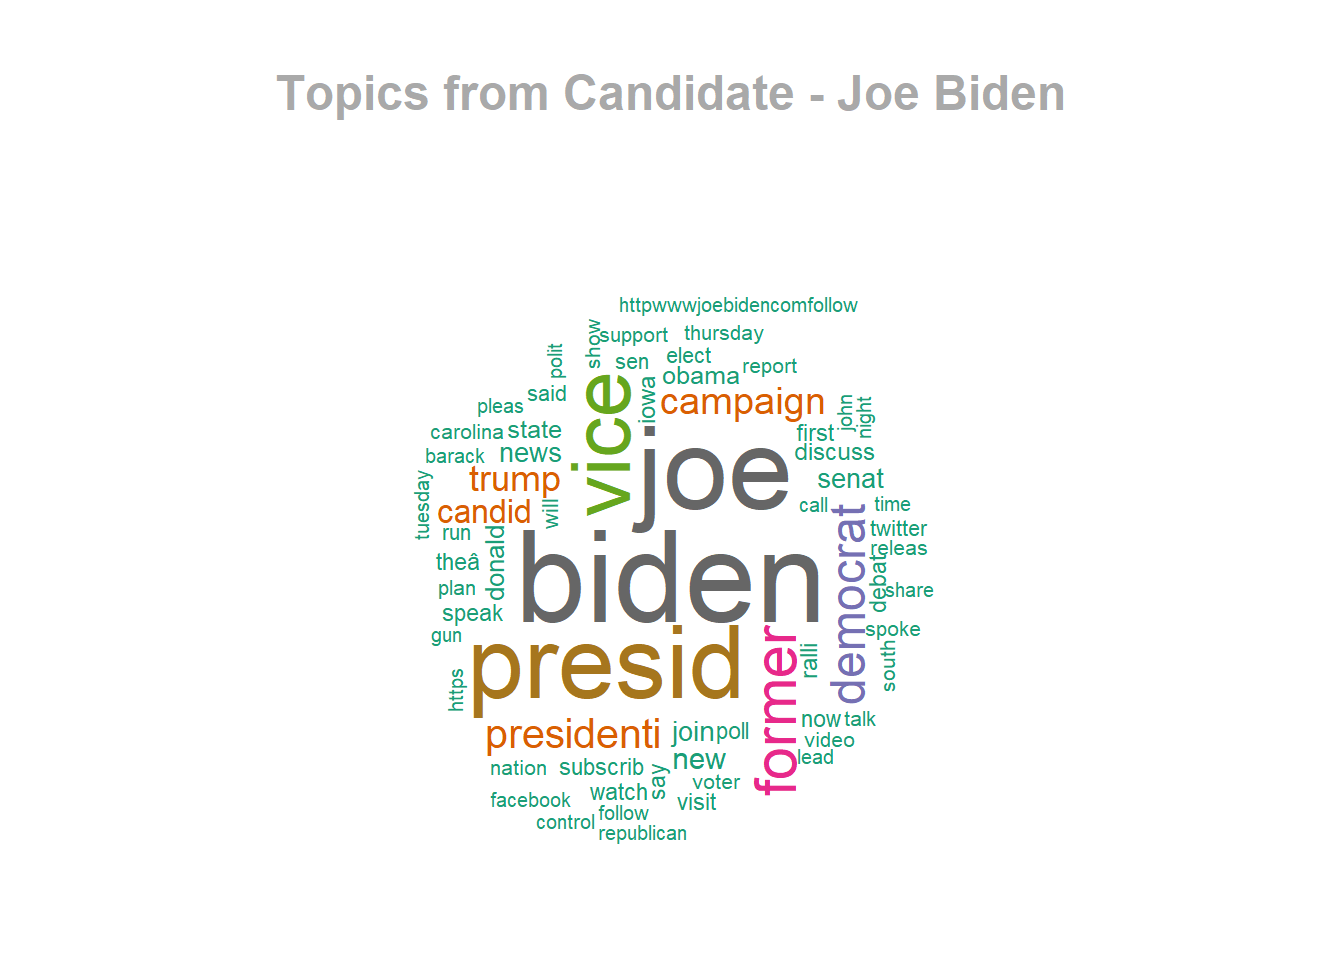 Topics from Candidate - Joe Biden
httpwwwjoebidencomfollow
show
support
thursday
polit
sen
elect
obama
report
said
vice
iowa
campaign
pleas
john
night
carolina
state
first
barack
news
joe
discuss
trump
senat
tuesday
candid
will
call
time
run
donald
biden
democrat
twitter
theâ
releas
plan
debat
share
speak
gun
presid
former
ralli
spoke
south
https
presidenti
join
poll
now
talk
video
nation
subscrib
say
new
lead
facebook
watch
voter
visit
control
follow
republican